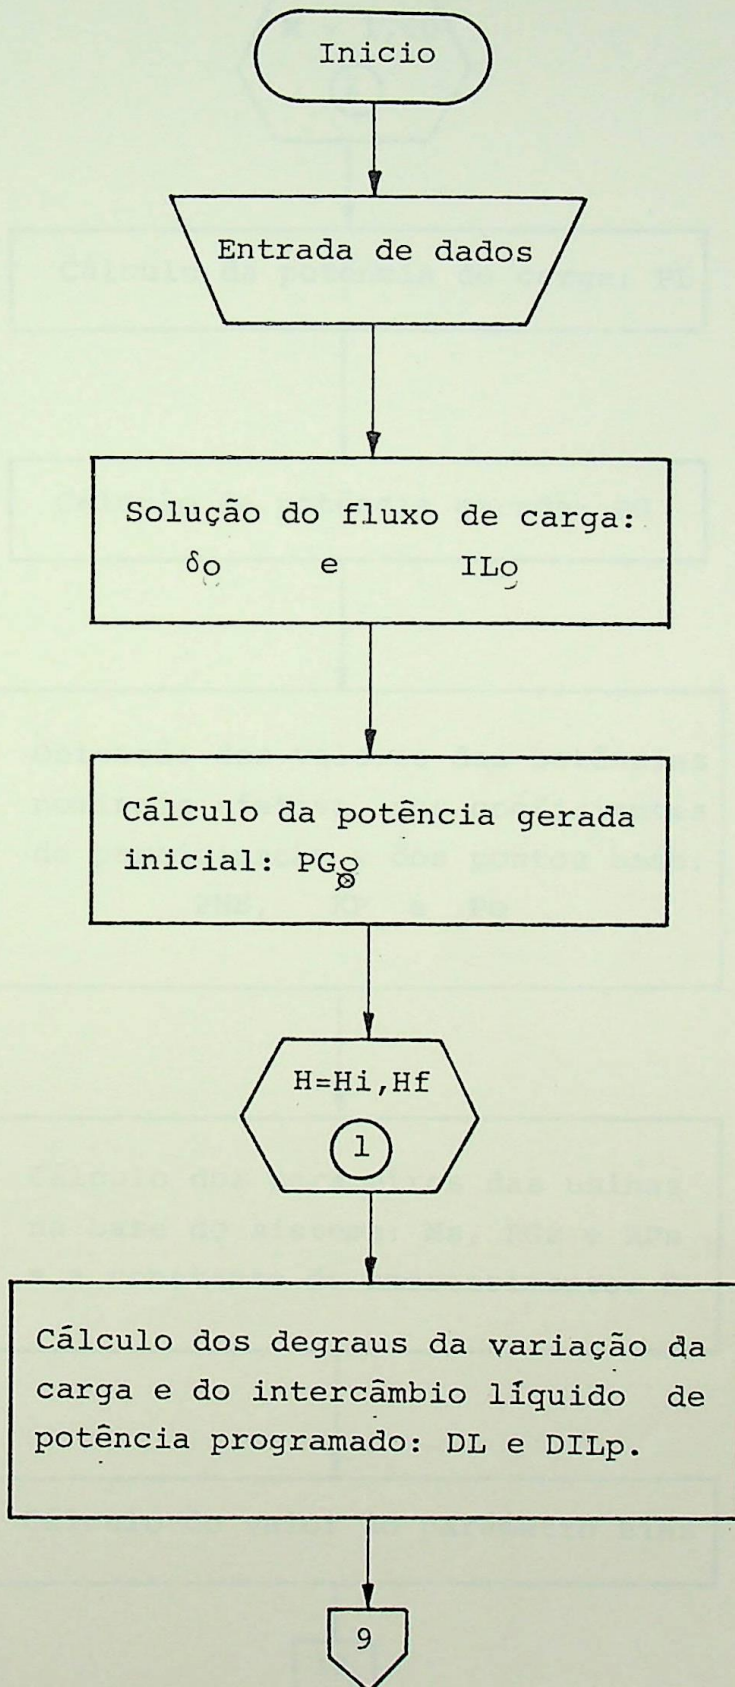 Inicio
Entrada de dados
Solução do fluxo de carga:
δo e ILo
Cálculo da potência gerada
inicial: PGo
H=Hi,Hf
1
Cálculo dos degraus da variação da
carga e do intercâmbio líquido de
potência programado: DL e DILp.
9